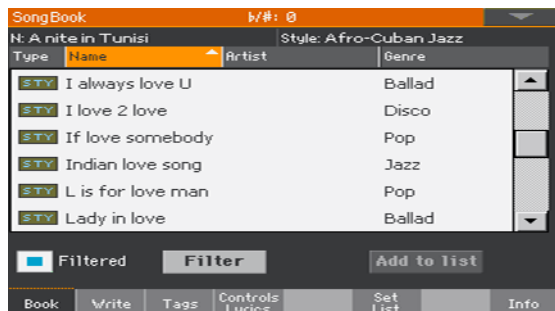 SongBook b/#: 0
N: A nite in Tunisi Style: Afro-Cuban Jazz
Type Name Artist Genre
STY I always love U Ballad
STY I love 2 love Disco
STY If love somebody Pop
STY Indian love song Jazz
STY L is for love man Pop
STY Lady in love Ballad
Filtered Filter Add to list
Book Write Tags Controls Lyrics Set List Info